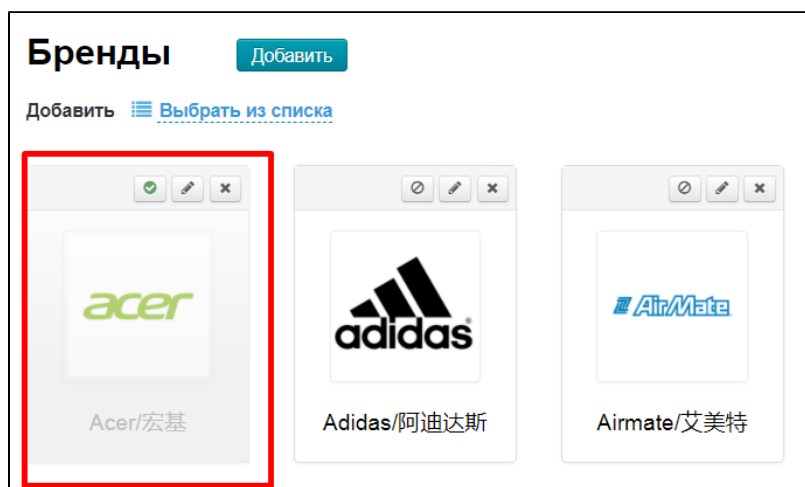 Бренды
Добавить
Добавить Выбрать из списка
acer
adidas
AirMate
Acer/宏基
Adidas/阿迪达斯
Airmate/艾美特